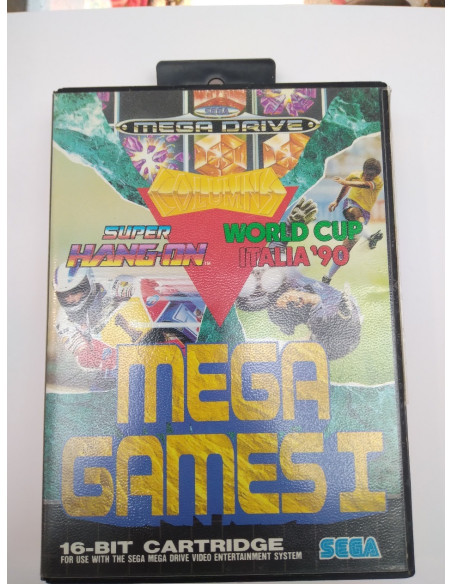 MEGA DRIVE
COLUMNS
SUPER
HANG-ON™
WORLD CUP
ITALIA '90
MEGA
GAMES I
16-BIT CARTRIDGE
FOR USE WITH THE SEGA MEGA DRIVE VIDEO ENTERTAINMENT SYSTEM
SEGA